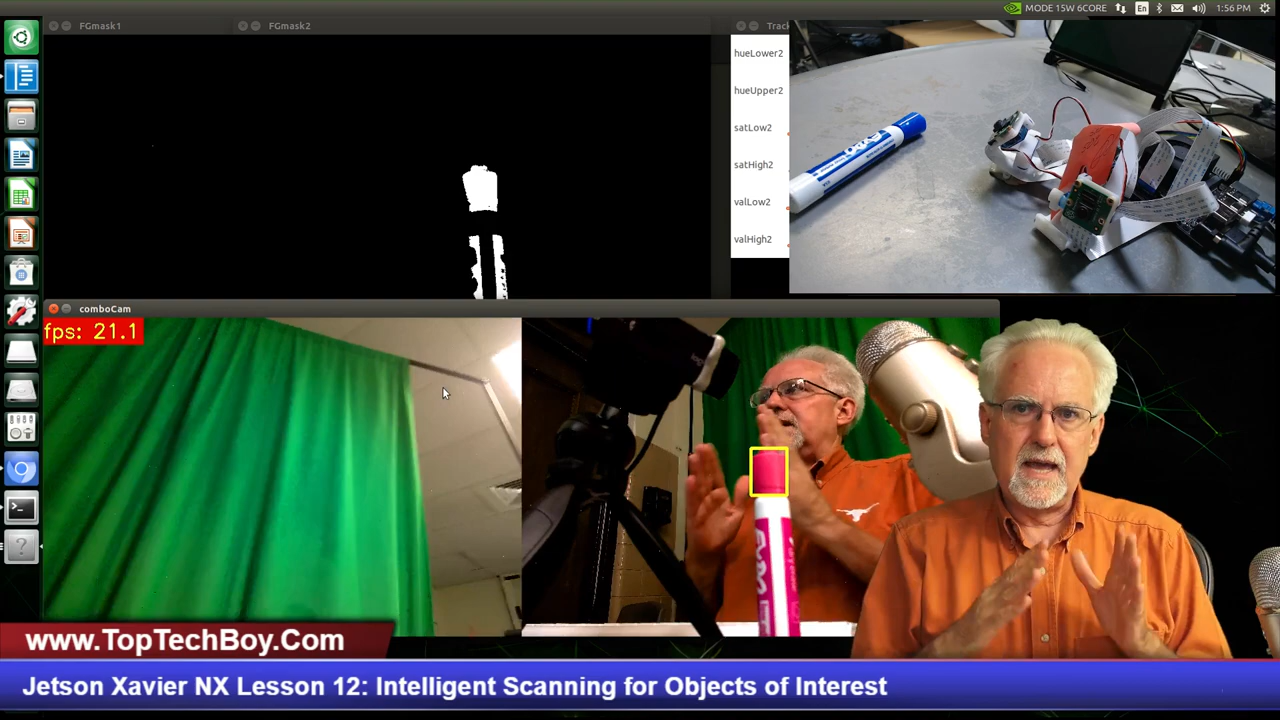 MODE 15W 6CORE
En
1:56 PM
FGmask1
FGmask2
Track
hueLower2
hueUpper2
satLow2
satHigh2
valLow2
valHigh2
comboCam
fps: 21.1
EXPO
www.TopTechBoy.Com
Jetson Xavier NX Lesson 12: Intelligent Scanning for Objects of Interest